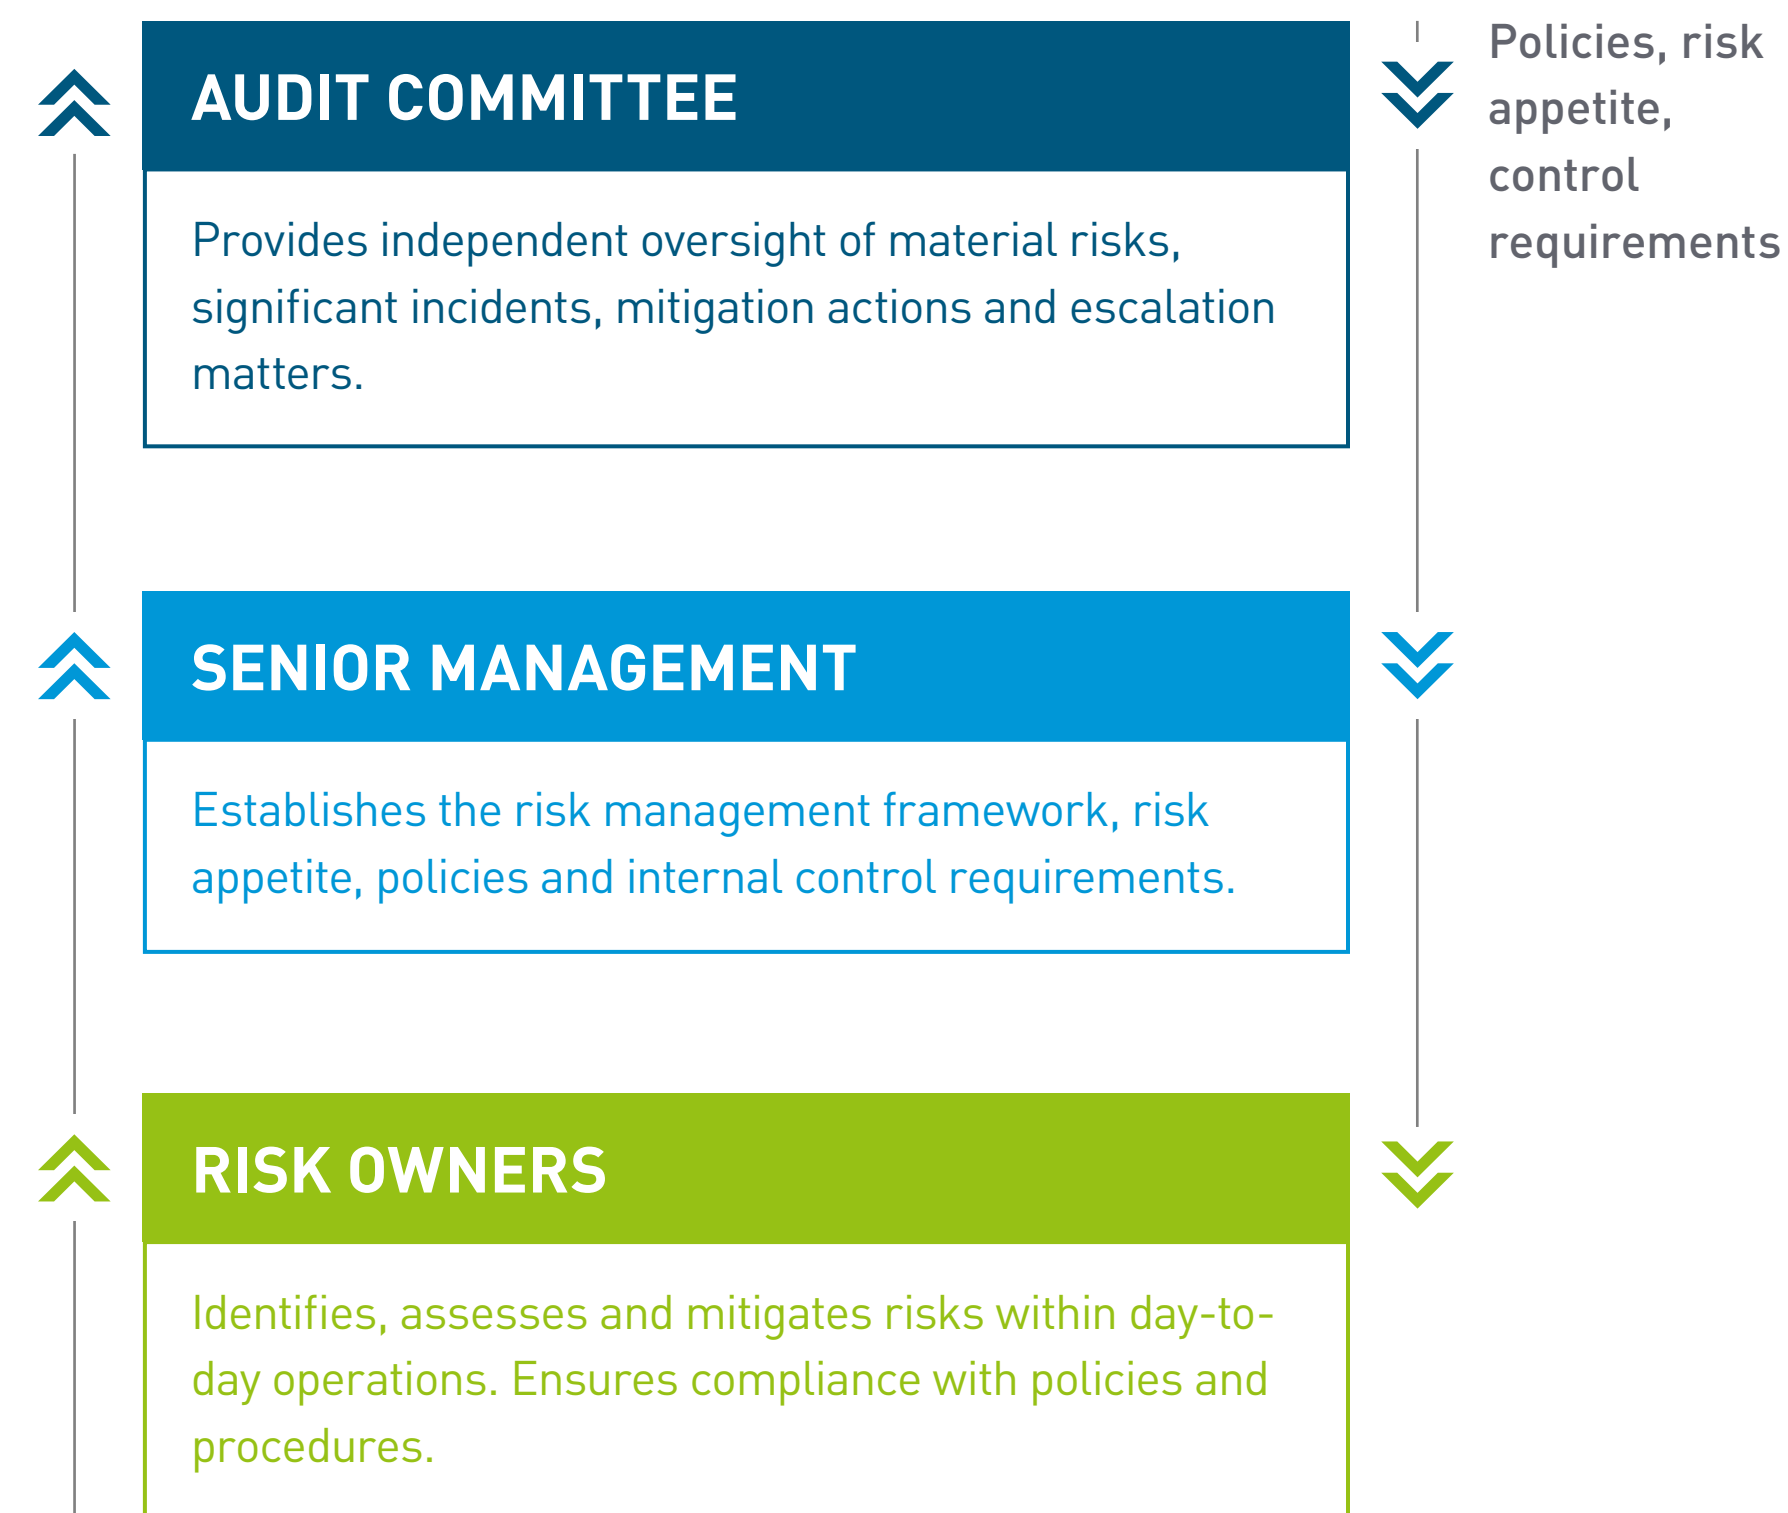 AUDIT COMMITTEE
Provides independent oversight of material risks,
significant incidents, mitigation actions and escalation
matters.
Policies, risk
appetite,
control
requirements
SENIOR MANAGEMENT
Establishes the risk management framework, risk
appetite, policies and internal control requirements.
RISK OWNERS
Identifies, assesses and mitigates risks within day-to-
day operations. Ensures compliance with policies and
procedures.